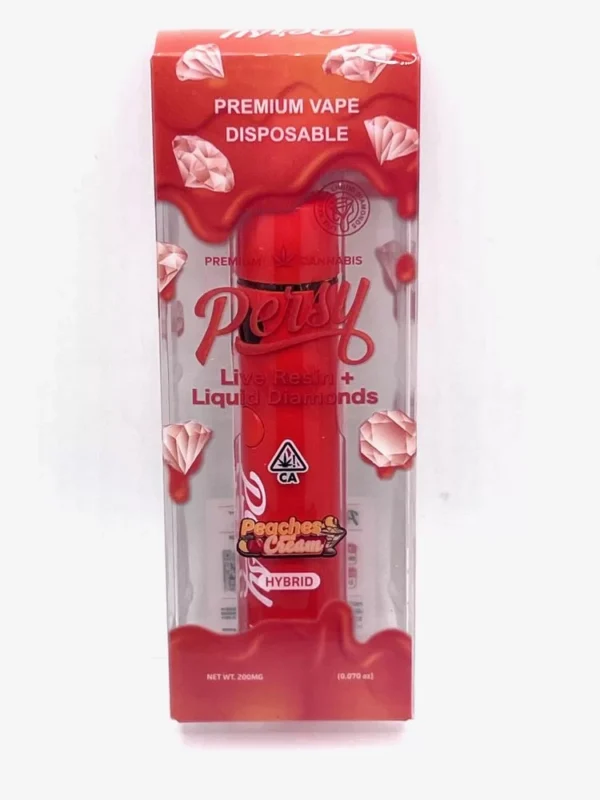 Persy
PREMIUM VAPE
DISPOSABLE
PREMIUM CANNABIS
Persy
Live Resin +
Liquid Diamonds
CA
Peaches
Cream
HYBRID
NET WT. 200MG
(0.070 oz)